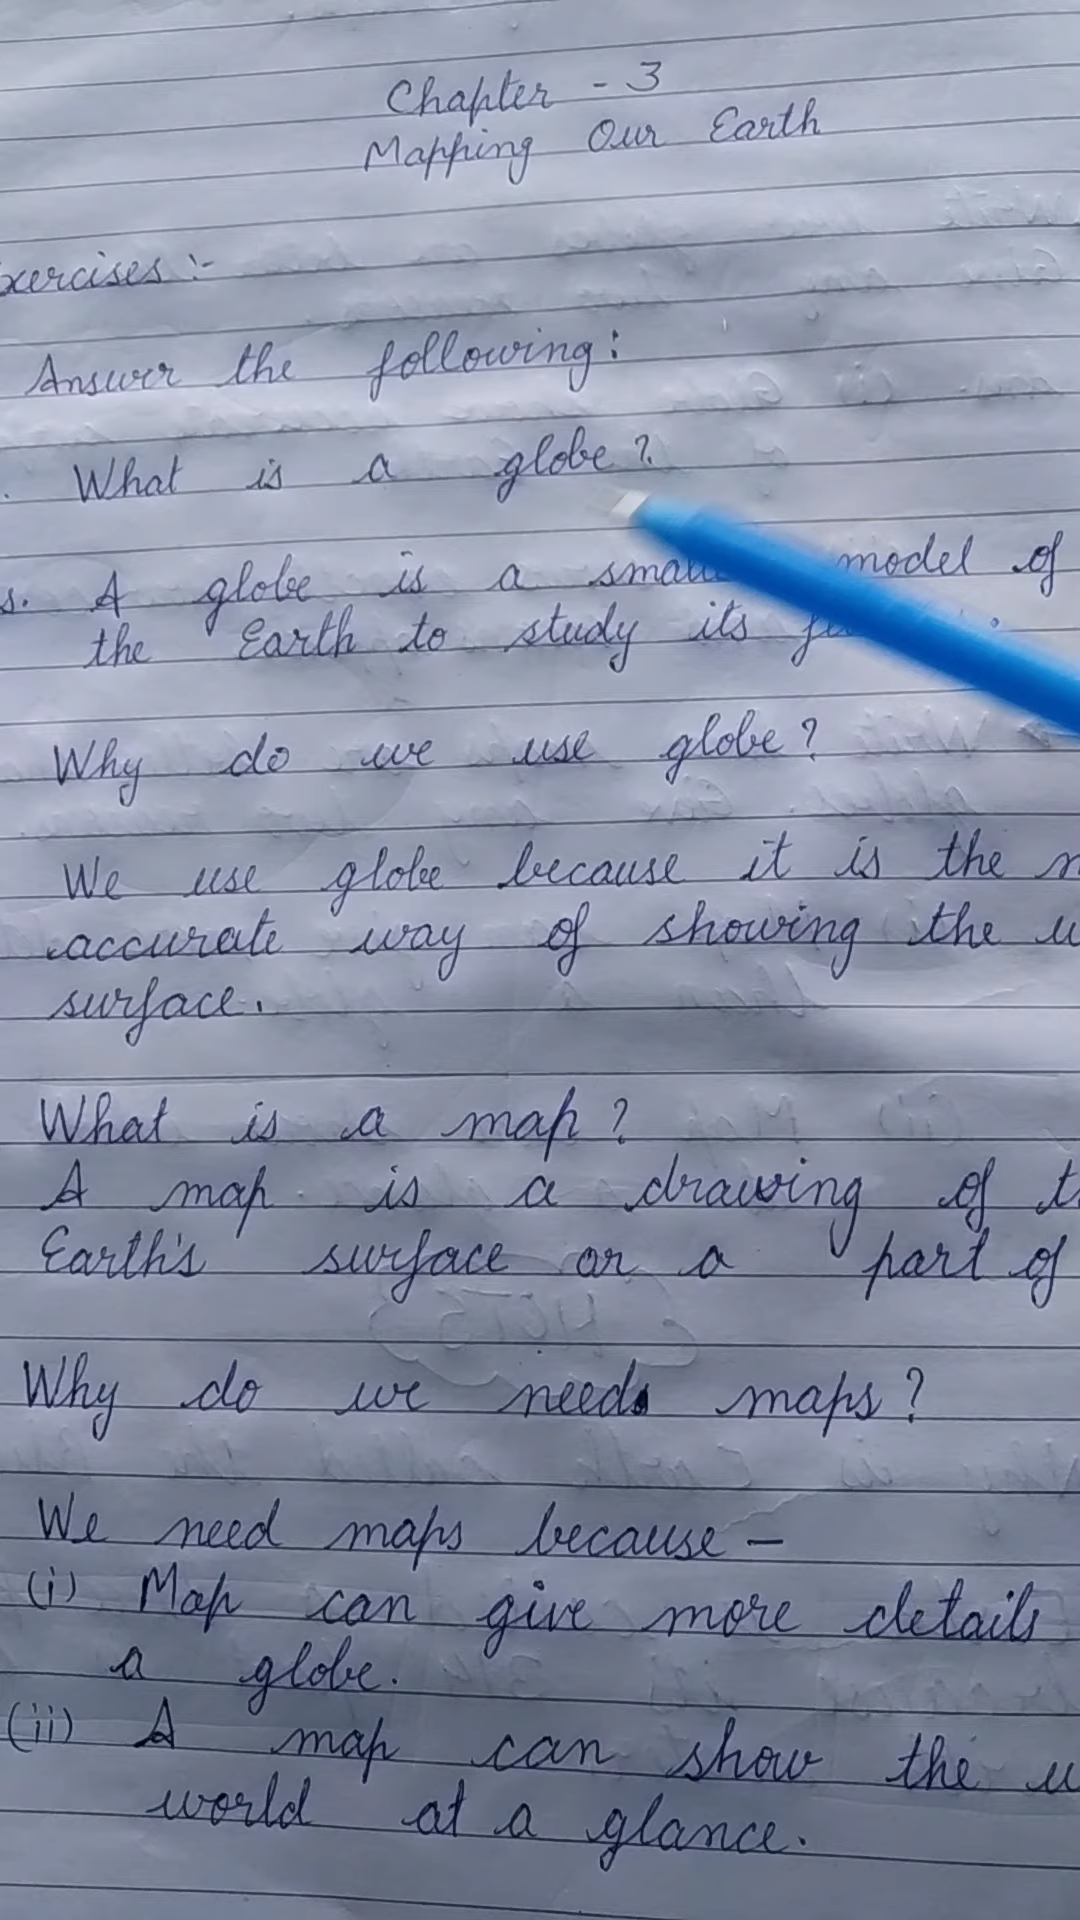 Chapter - 3
Mapping Our Earth
xercises :-
Answer the following:
. What is a globe?
s. A globe is a small model of
the Earth to study its
Why do we use globe?
We use globe because it is the
accurate way of showing the
surface.
What is a map?
A map is a drawing of
Earth's surface or a part of
Why do we need maps?
We need maps because -
(i) Map can give more details
a globe.
(ii) A map can show the
world at a glance.